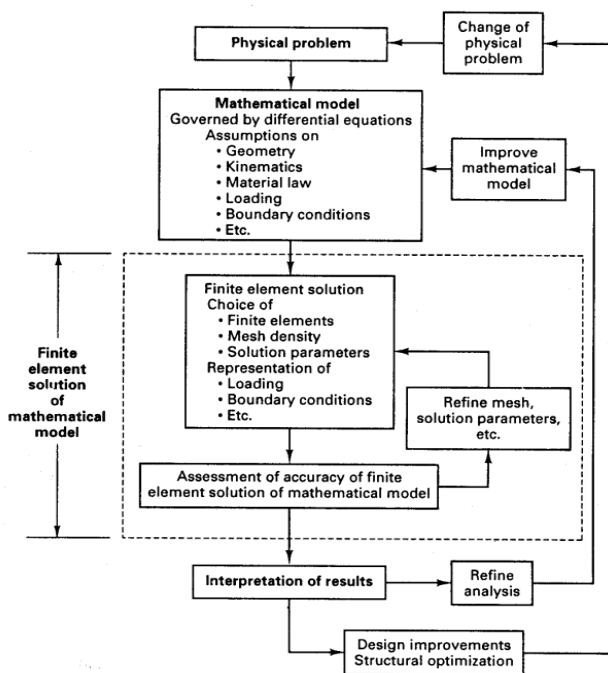 Physical problem
Change of
physical
problem
Mathematical model
Governed by differential equations
Assumptions on
• Geometry
• Kinematics
• Material law
• Loading
• Boundary conditions
• Etc.
Improve
mathematical
model
Finite
element
solution
of
mathematical
model
Finite element solution
Choice of
• Finite elements
• Mesh density
• Solution parameters
Representation of
• Loading
• Boundary conditions
• Etc.
Refine mesh,
solution parameters,
etc.
Assessment of accuracy of finite
element solution of mathematical model
Interpretation of results
Refine
analysis
Design improvements
Structural optimization